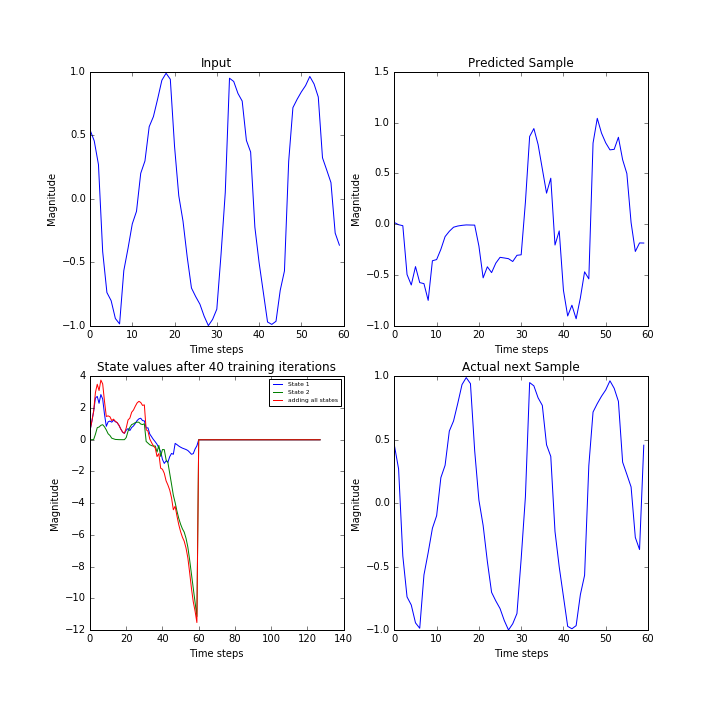 Input
Magnitude
1.0
0.5
0.0
−0.5
−1.0
0 10 20 30 40 50 60
Time steps
Predicted Sample
Magnitude
1.5
1.0
0.5
0.0
−0.5
−1.0
0 10 20 30 40 50 60
Time steps
State values after 40 training iterations
Magnitude
4
2
0
−2
−4
−6
−8
−10
−12
0 20 40 60 80 100 120 140
Time steps
State 1
State 2
adding all states
Actual next Sample
Magnitude
1.0
0.5
0.0
−0.5
−1.0
0 10 20 30 40 50 60
Time steps